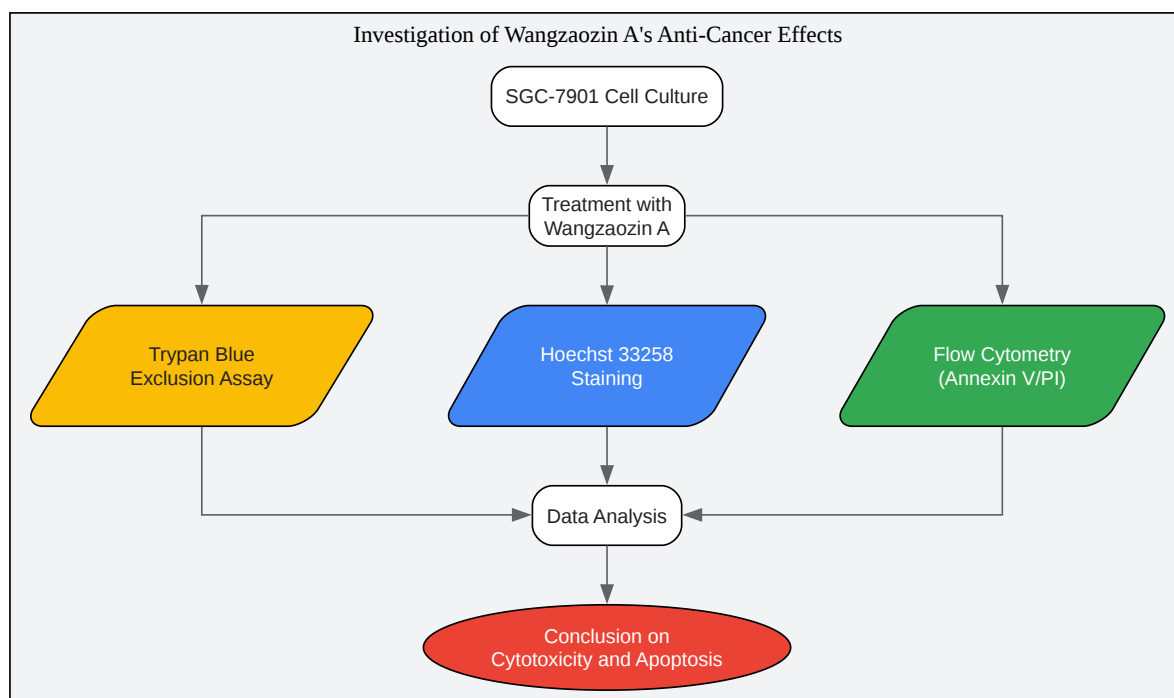 Investigation of Wangzaozin A's Anti-Cancer Effects
SGC-7901 Cell Culture
Treatment with
Wangzaozin A
Trypan Blue
Exclusion Assay
Hoechst 33258
Staining
Flow Cytometry
(Annexin V/PI)
Data Analysis
Conclusion on
Cytotoxicity and Apoptosis